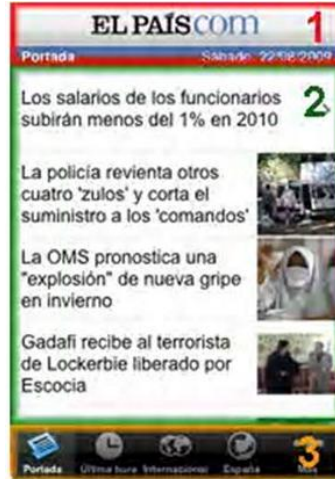 EL PAÍS.com
1
Portada Sábado, 22/08/2009
Los salarios de los funcionarios
subirán menos del 1% en 2010
2
La policía revienta otros
cuatro 'zulos' y corta el
suministro a los 'comandos'
La OMS pronostica una
"explosión" de nueva gripe
en invierno
Gadafi recibe al terrorista
de Lockerbie liberado por
Escocia
3
Portada Última hora Internacional España Más